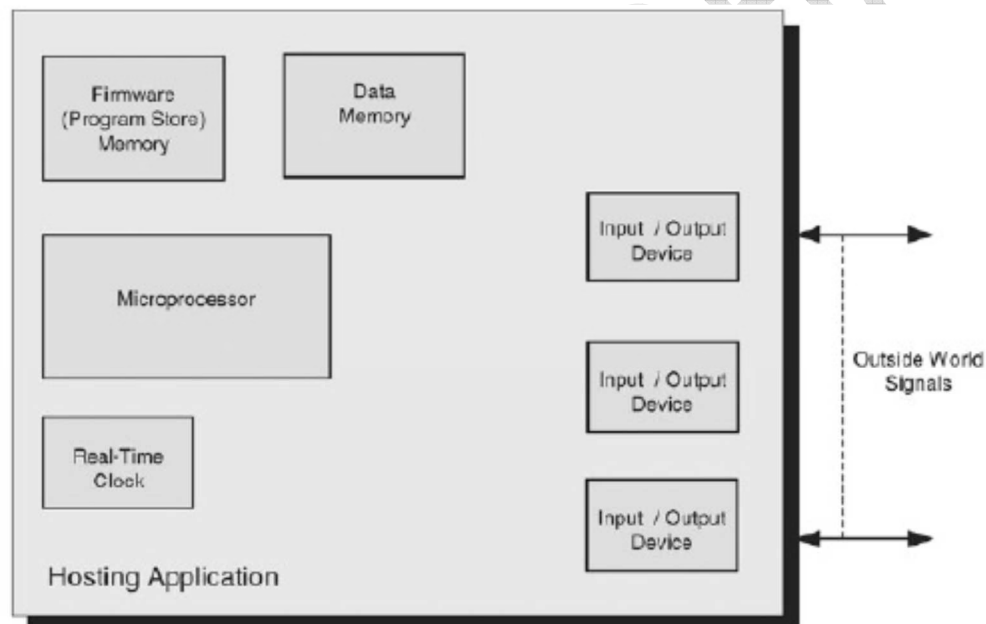 Firmware
(Program Store)
Memory
Data
Memory
Input / Output
Device
Microprocessor
Outside World
Signals
Input / Output
Device
Real-Time
Clock
Input / Output
Device
Hosting Application